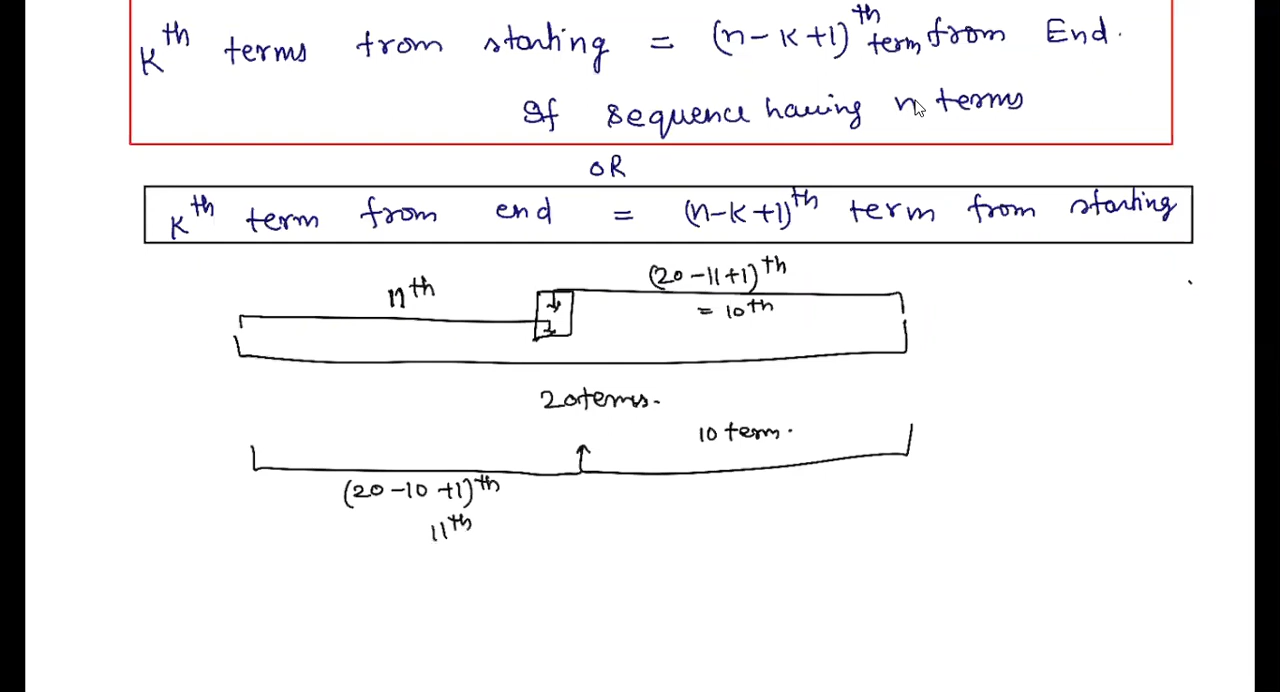 Kth terms from starting = (n-K+1)th term from End.
If sequence having n terms
OR
Kth term from end = (n-K+1)th term from starting
11th
(20-11+1)th
= 10th
20 terms.
10 term.
(20-10+1)th
11th